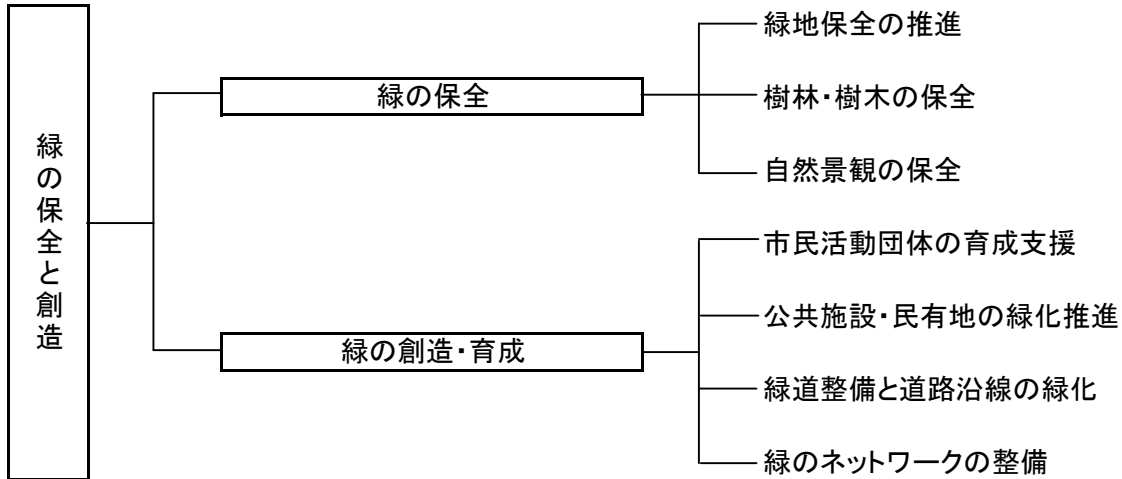 緑の保全と創造
緑の保全
緑地保全の推進
樹林・樹木の保全
自然景観の保全
緑の創造・育成
市民活動団体の育成支援
公共施設・民有地の緑化推進
緑道整備と道路沿線の緑化
緑のネットワークの整備